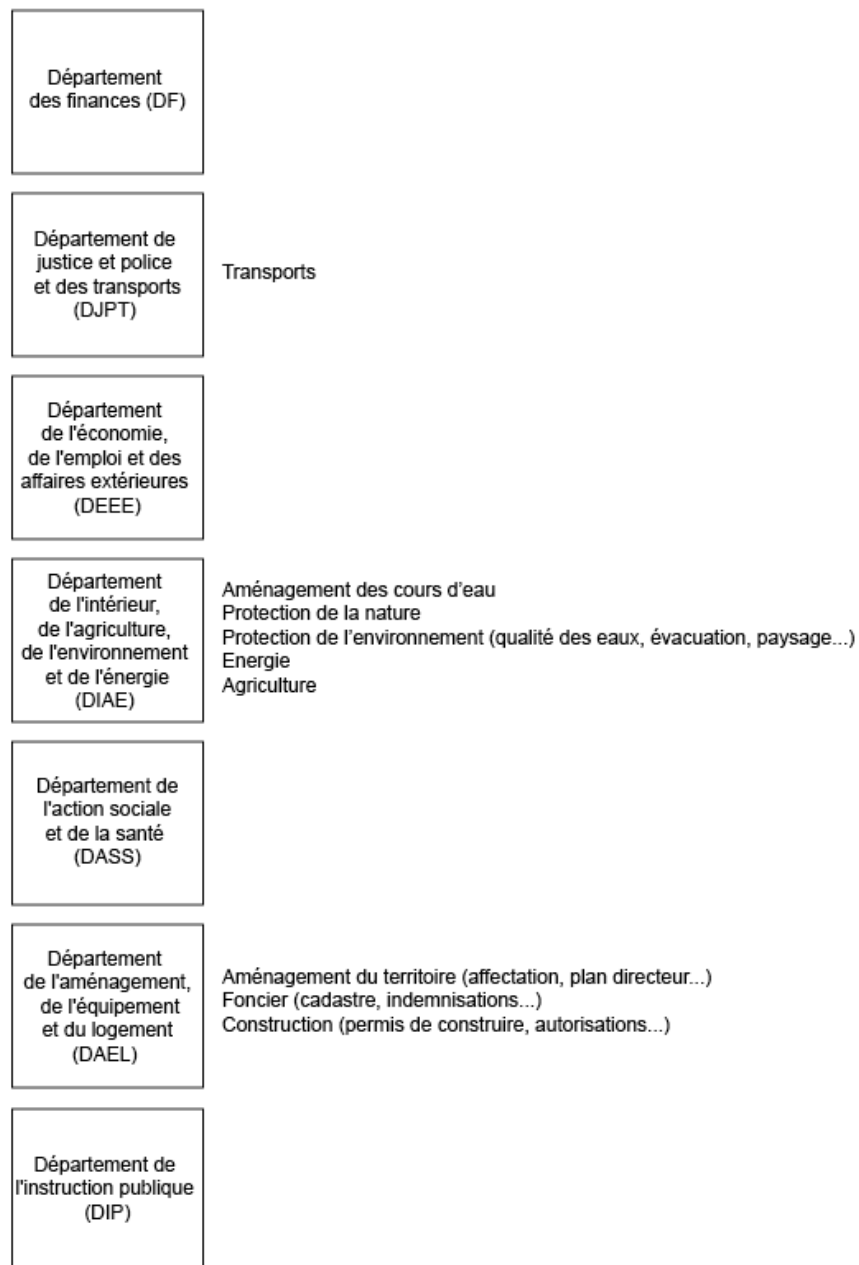 Département
des finances (DF)
Département de
justice et police
et des transports
(DJPT)
Transports
Département
de l'économie,
de l'emploi et des
affaires extérieures
(DEEE)
Département
de l'intérieur,
de l'agriculture,
de l'environnement
et de l'énergie
(DIAE)
Aménagement des cours d’eau
Protection de la nature
Protection de l’environnement (qualité des eaux, évacuation, paysage...)
Energie
Agriculture
Département de
l'action sociale
et de la santé
(DASS)
Département
de l'aménagement,
de l'équipement
et du logement
(DAEL)
Aménagement du territoire (affectation, plan directeur...)
Foncier (cadastre, indemnisations...)
Construction (permis de construire, autorisations...)
Département de
l'instruction publique
(DIP)